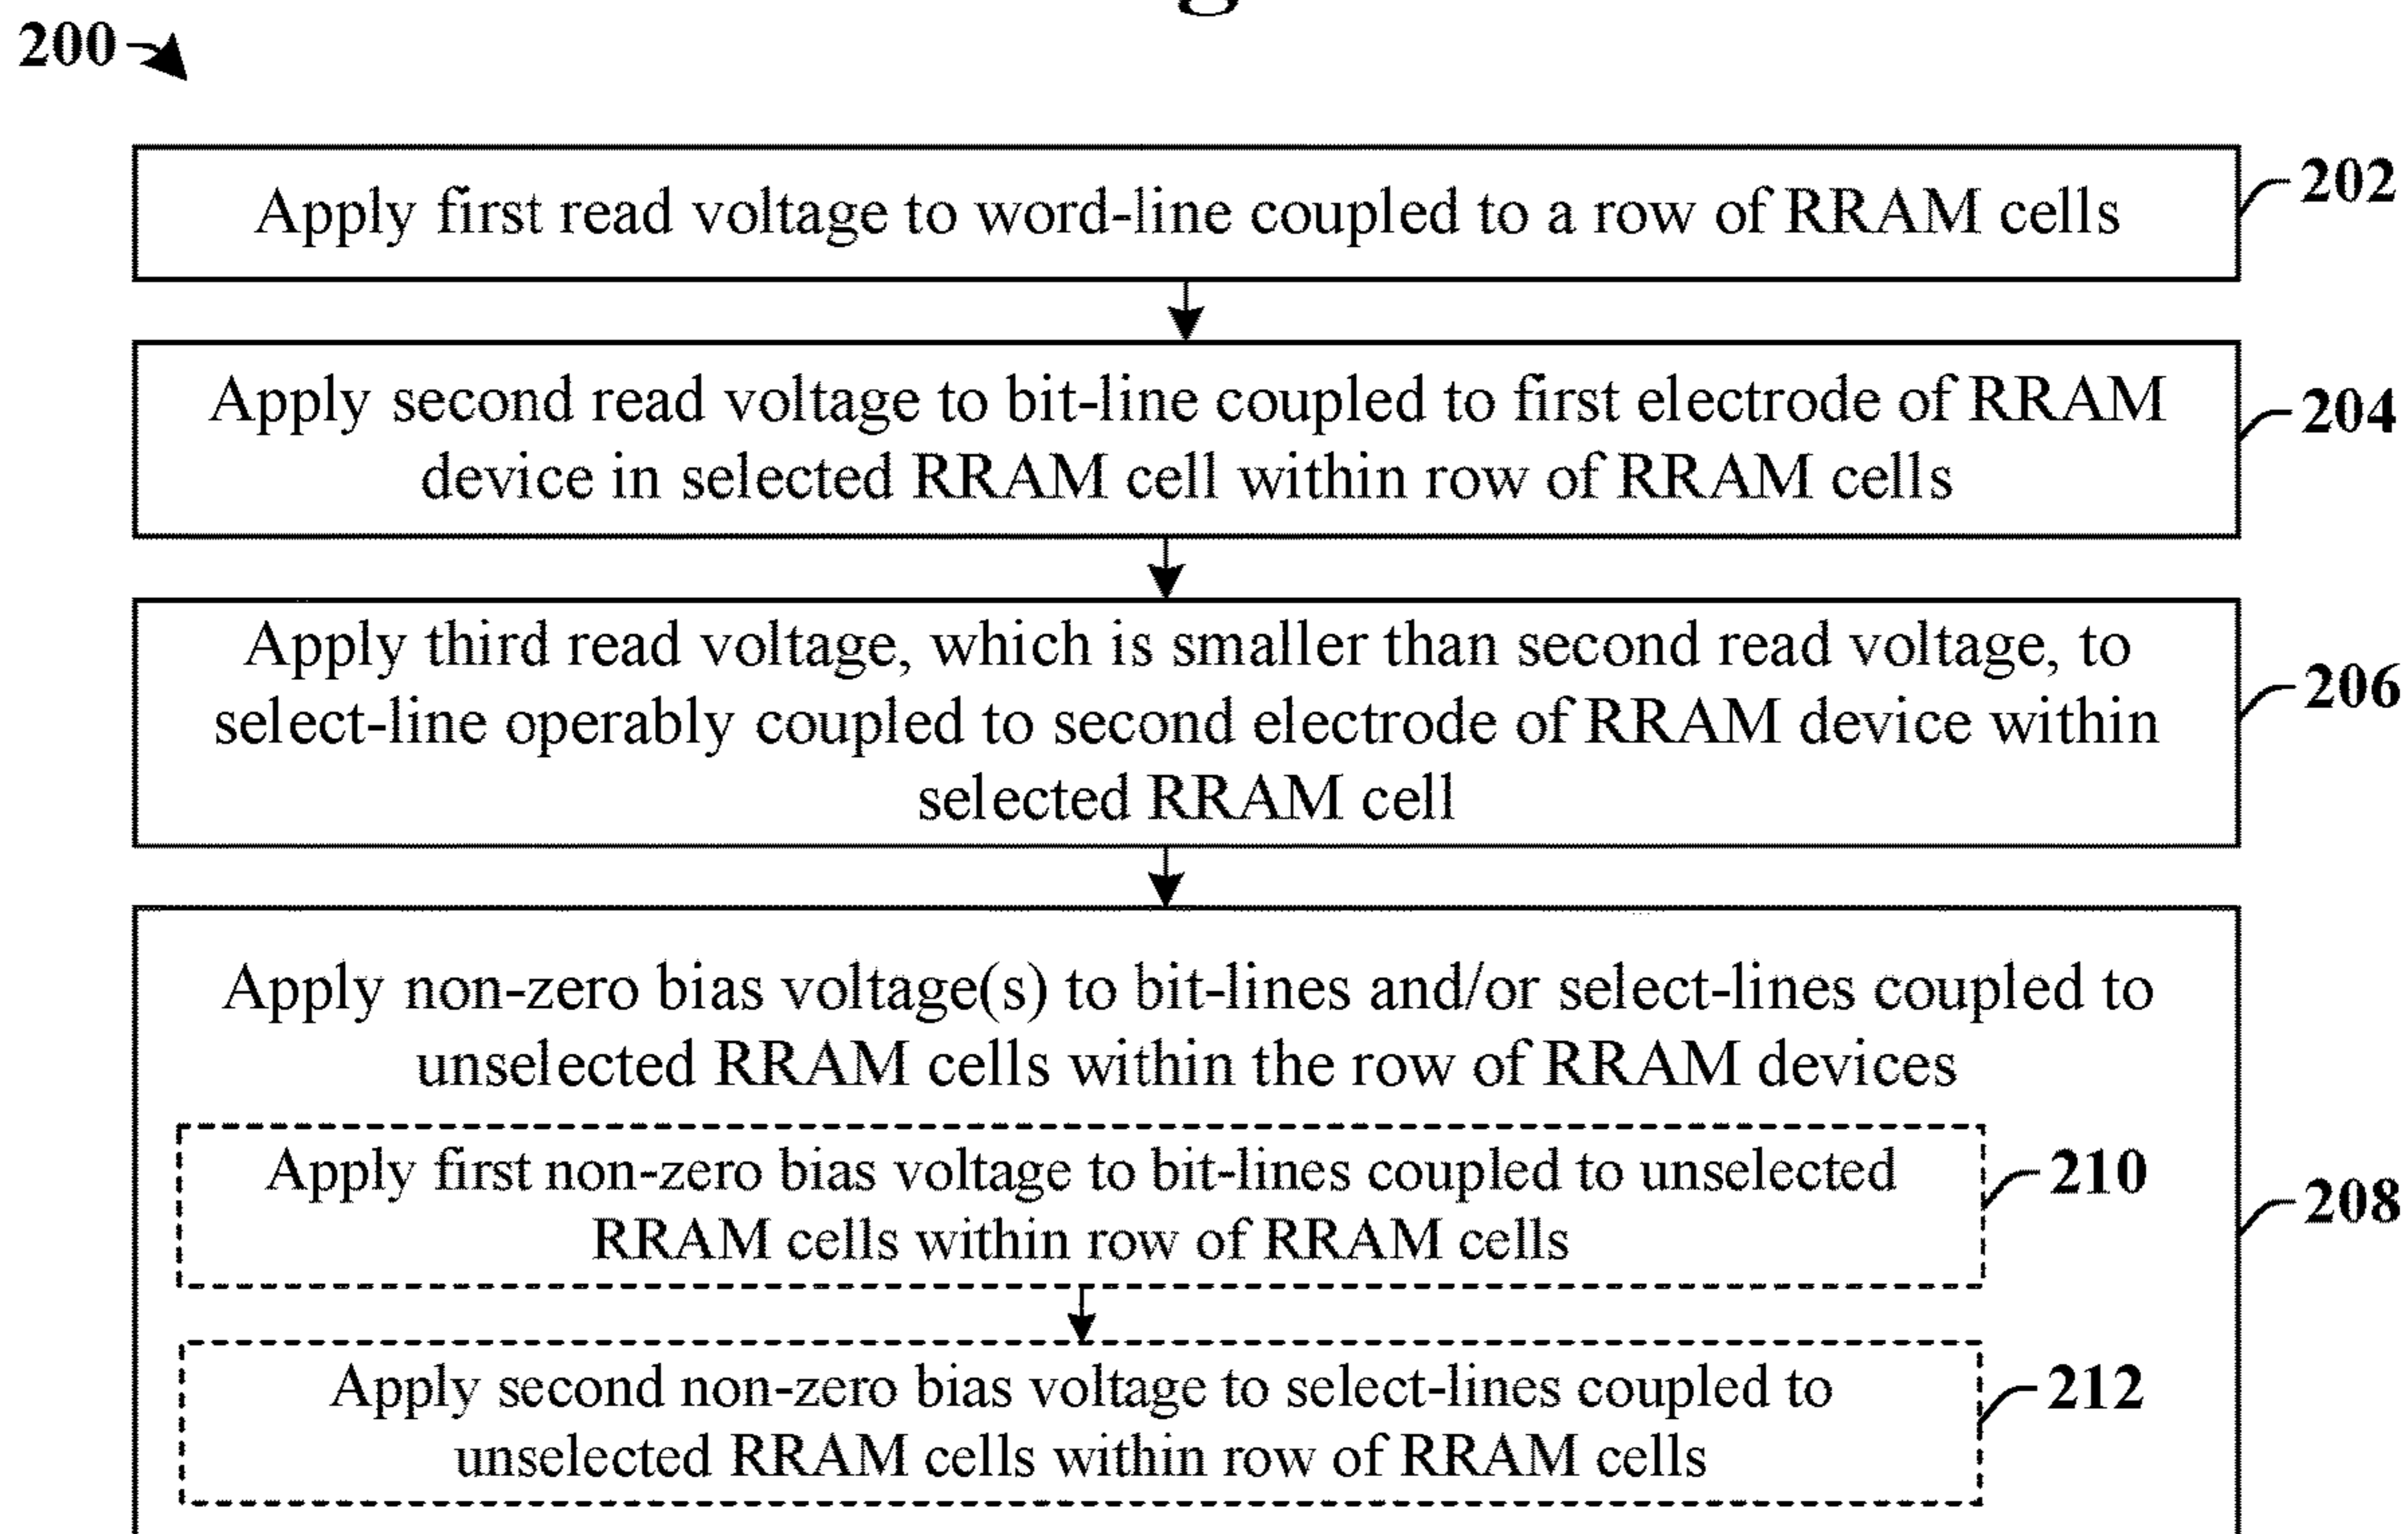 200
Apply first read voltage to word-line coupled to a row of RRAM cells
202
Apply second read voltage to bit-line coupled to first electrode of RRAM
device in selected RRAM cell within row of RRAM cells
204
Apply third read voltage, which is smaller than second read voltage, to
select-line operably coupled to second electrode of RRAM device within
selected RRAM cell
206
Apply non-zero bias voltage(s) to bit-lines and/or select-lines coupled to
unselected RRAM cells within the row of RRAM devices
Apply first non-zero bias voltage to bit-lines coupled to unselected
RRAM cells within row of RRAM cells
210
208
Apply second non-zero bias voltage to select-lines coupled to
unselected RRAM cells within row of RRAM cells
212